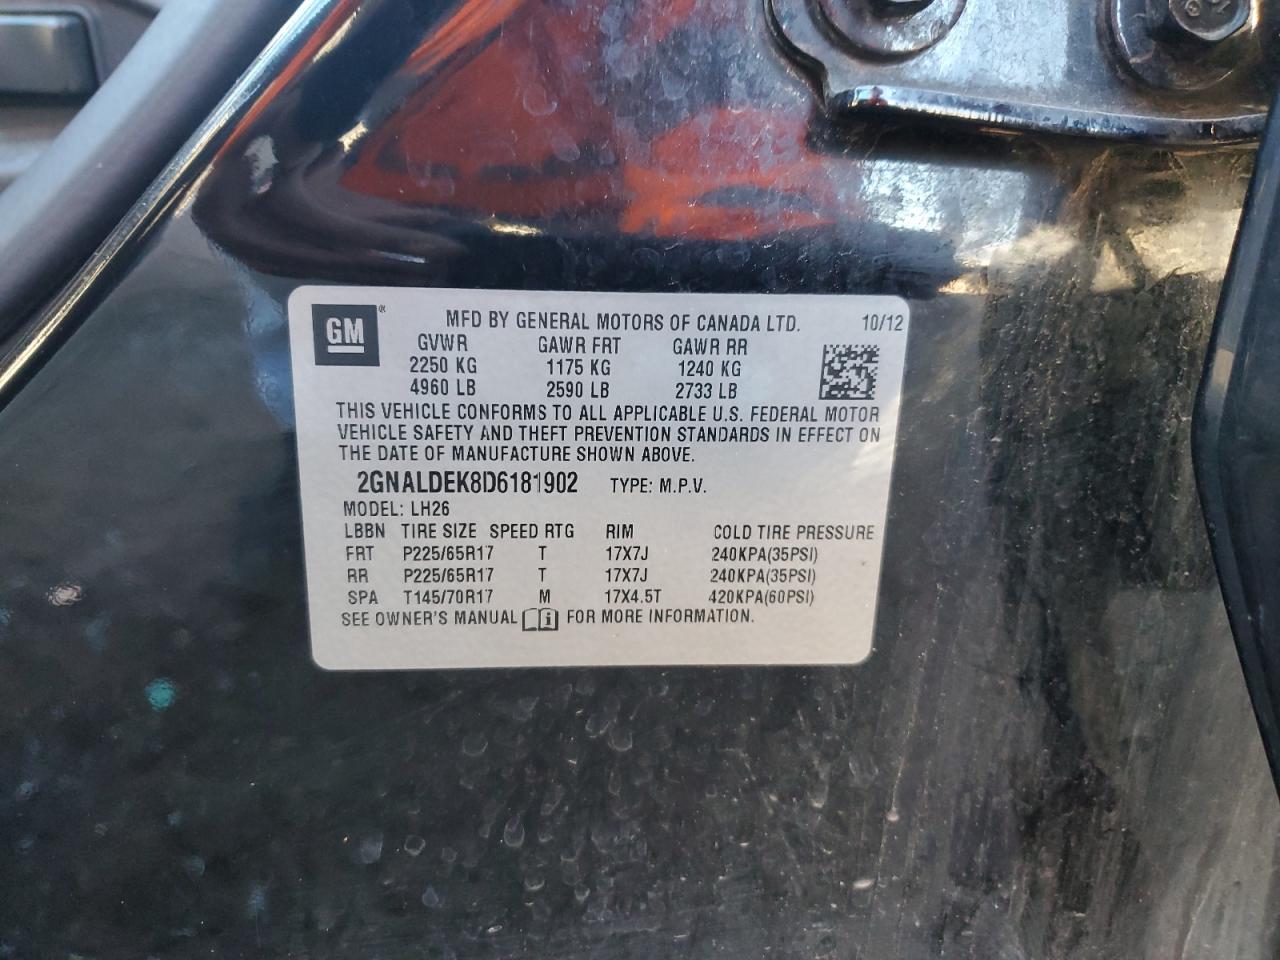 GM ®
MFD BY GENERAL MOTORS OF CANADA LTD. 10/12
GVWR GAWR FRT GAWR RR
2250 KG 1175 KG 1240 KG
4960 LB 2590 LB 2733 LB
THIS VEHICLE CONFORMS TO ALL APPLICABLE U.S. FEDERAL MOTOR
VEHICLE SAFETY AND THEFT PREVENTION STANDARDS IN EFFECT ON
THE DATE OF MANUFACTURE SHOWN ABOVE.
2GNALDEK8D6181902 TYPE: M.P.V.
MODEL: LH26
LBBN TIRE SIZE SPEED RTG RIM COLD TIRE PRESSURE
FRT P225/65R17 T 17X7J 240KPA(35PSI)
RR P225/65R17 T 17X7J 240KPA(35PSI)
SPA T145/70R17 M 17X4.5T 420KPA(60PSI)
SEE OWNER'S MANUAL FOR MORE INFORMATION.